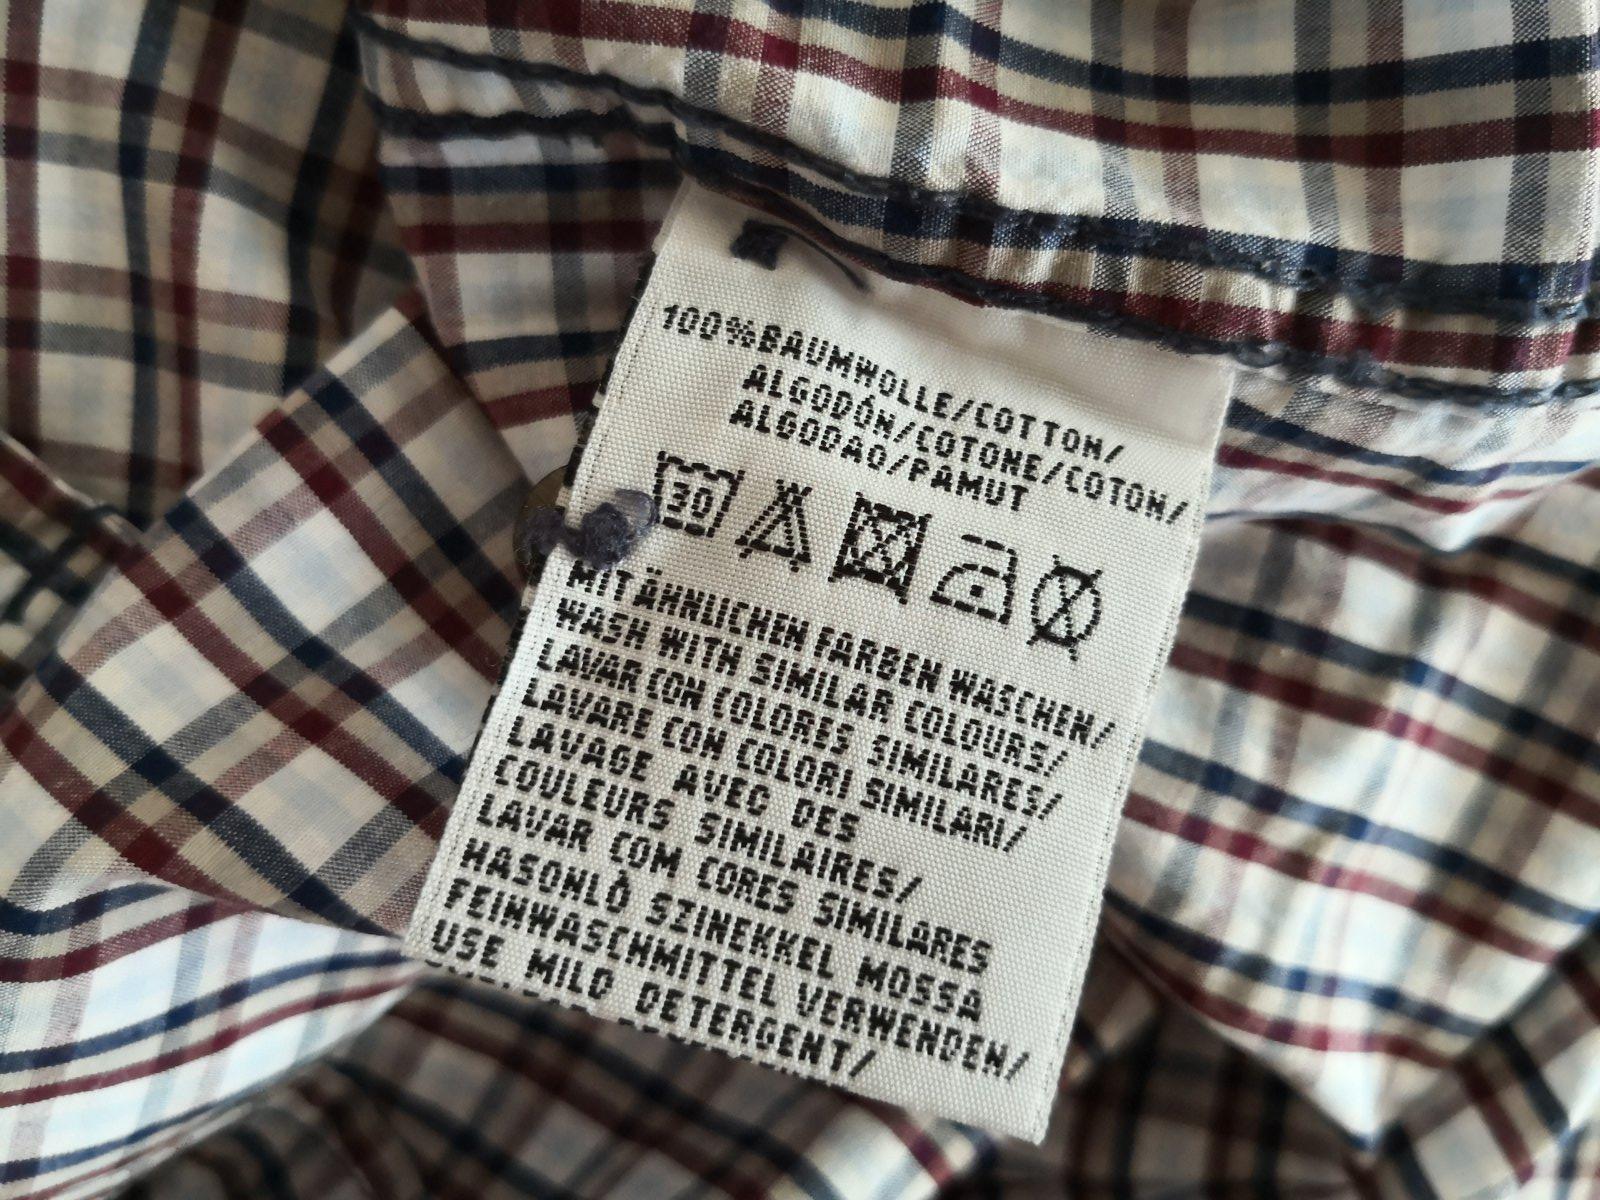 100%BAUMWOLLE/COTTON/
ALGODÓN/COTONE/COTON/
ALGODAO/PAMUT
30
MIT ÄHNLICHEN FARBEN WASCHEN/
WASH WITH SIMILAR COLOURS/
LAVAR CON COLORES SIMILARES/
LAVARE CON COLORI SIMILARI/
LAVAGE AVEC DES
COULEURS SIMILAIRES/
LAVAR COM CORES SIMILARES
HASONLÒ SZINEKKEL MOSSA
FEINWASCHMITTEL VERWENDEN/
USE MILD DETERGENT/